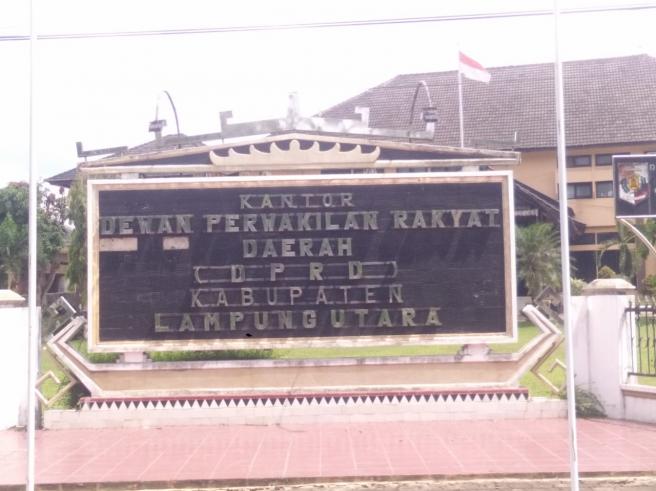 KANTOR
DEWAN PERWAKILAN RAKYAT
DAERAH
( D P R D )
KABUPATEN
LAMPUNG UTARA